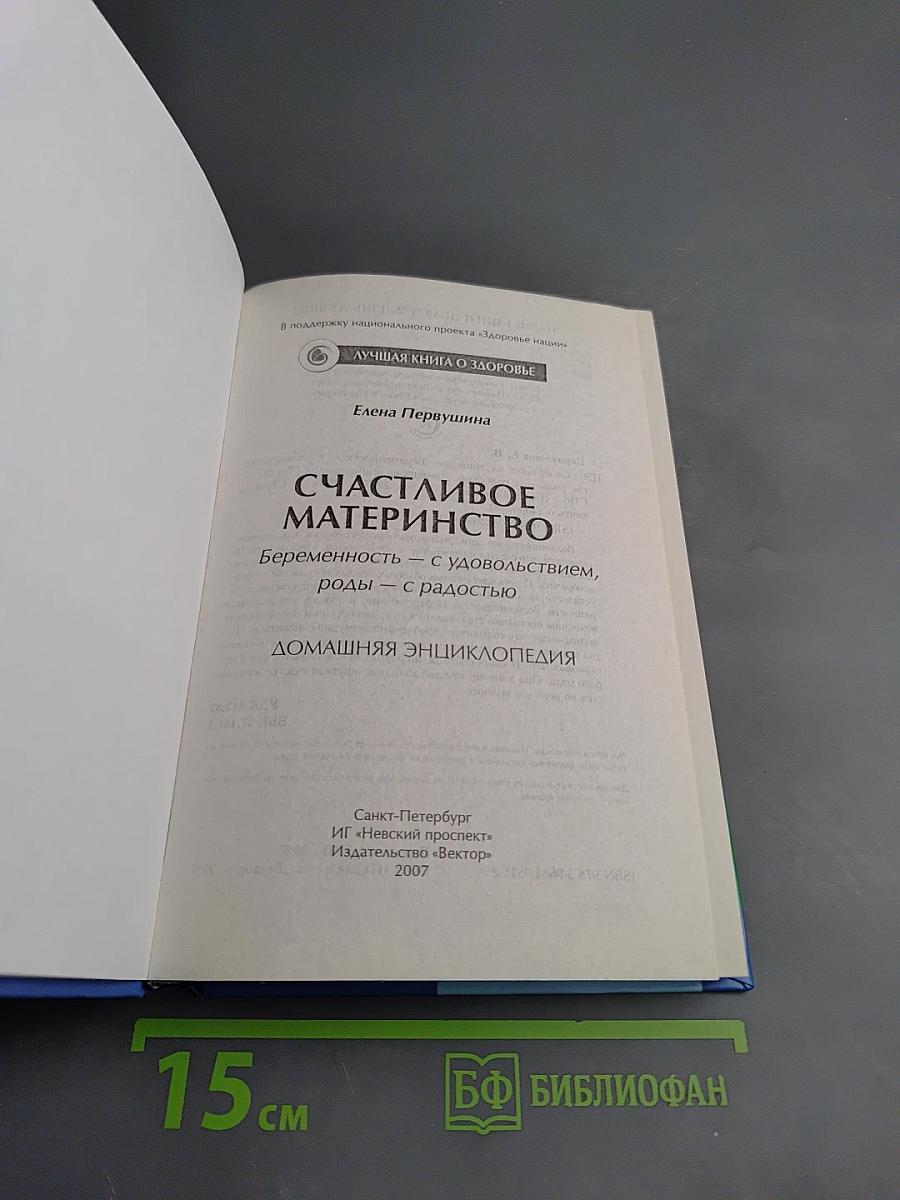 В поддержку национального проекта «Здоровье нации»
ЛУЧШАЯ КНИГА О ЗДОРОВЬЕ
Елена Первушина
СЧАСТЛИВОЕ
МАТЕРИНСТВО
Беременность — с удовольствием,
роды — с радостью
ДОМАШНЯЯ ЭНЦИКЛОПЕДИЯ
Санкт-Петербург
ИГ «Невский проспект»
Издательство «Вектор»
2007
15 см
БФ БИБЛИОФАН